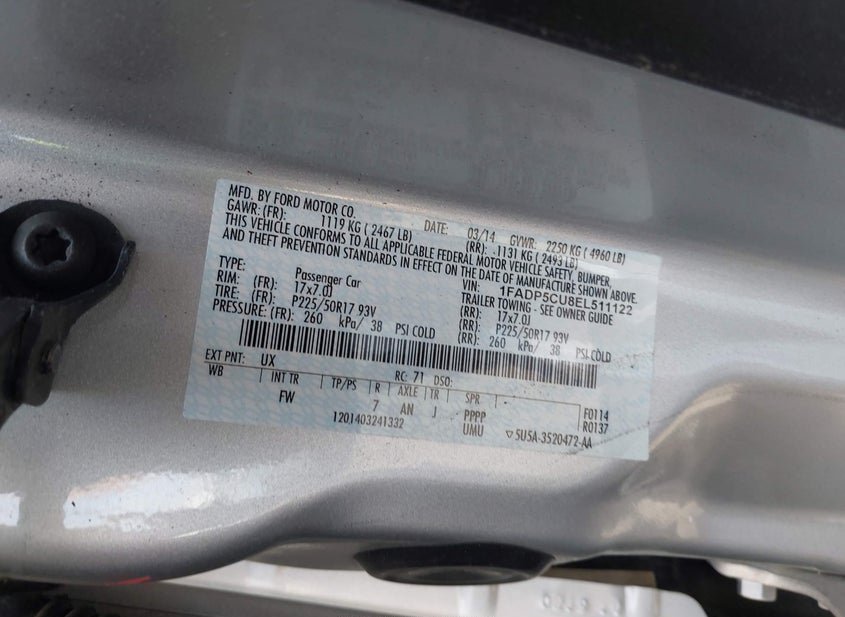 MFD. BY FORD MOTOR CO.
DATE: 03/14 GVWR: 2250 KG ( 4960 LB)
GAWR: (FR): 1119 KG ( 2467 LB) (RR): .1131 KG ( 2493 LB)
THIS VEHICLE CONFORMS TO ALL APPLICABLE FEDERAL MOTOR VEHICLE SAFETY, BUMPER,
AND THEFT PREVENTION STANDARDS IN EFFECT ON THE DATE OF MANUFACTURE SHOWN ABOVE.
VIN: 1FADP5CU8EL511122
TYPE: Passenger Car TRAILER TOWING - SEE OWNER GUIDE
RIM: (FR): 17x7.0J (RR): 17x7.0J
TIRE: (FR): P225/50R17 93V (RR): P225/50R17 93V
PRESSURE: (FR): 260 kPa/ 38 PSI COLD (RR): 260 kPa/ 38 PSI COLD
EXT PNT: UX RC: 71 DSO:
WB INT TR TP/PS R AXLE TR SPR
FW 7 AN J PPPP F0114
UMU R0137
1201403241332 5U5A-3520472-AA